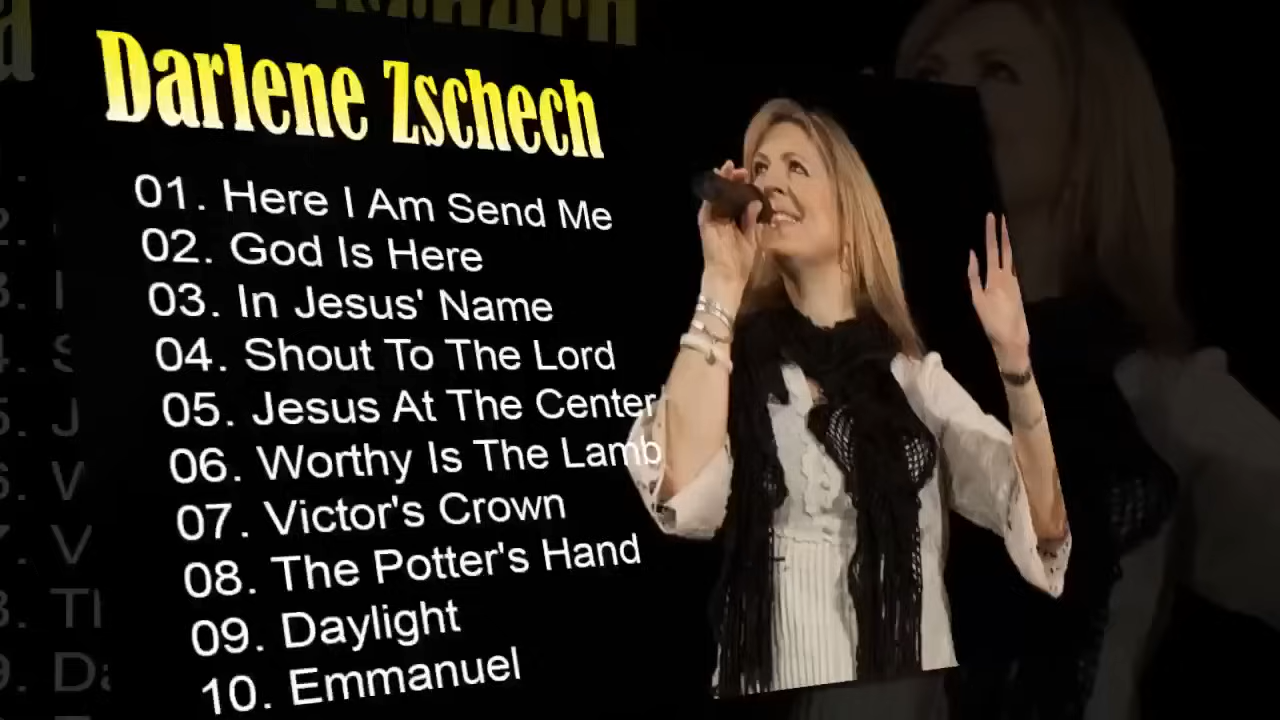 Darlene Zschech
01. Here I Am Send Me
02. God Is Here
03. In Jesus' Name
04. Shout To The Lord
05. Jesus At The Center
06. Worthy Is The Lamb
07. Victor's Crown
08. The Potter's Hand
09. Daylight
10. Emmanuel